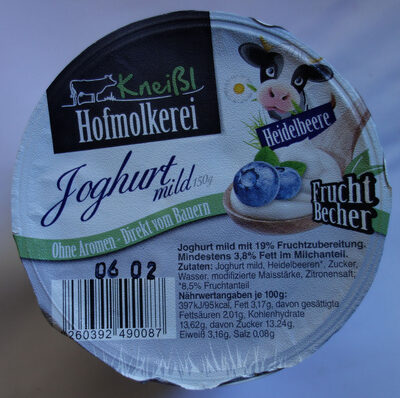 Kneißl
Hofmolkerei
Heidelbeere
Joghurt
mild 150g
Frucht
Becher
Ohne Aromen - Direkt vom Bauern
06 02
Joghurt mild mit 19% Fruchtzubereitung.
Mindestens 3,8% Fett im Milchanteil.
Zutaten: Joghurt mild, Heidelbeeren*, Zucker,
Wasser, modifizierte Maisstärke, Zitronensaft;
*8,5% Fruchtanteil
Nährwertangaben je 100g:
397kJ/95kcal, Fett 3,17g, davon gesättigte
Fettsäuren 2,01g, Kohlenhydrate
13,62g, davon Zucker 13,24g,
Eiweiß 3,16g, Salz 0,08g
260392 490087